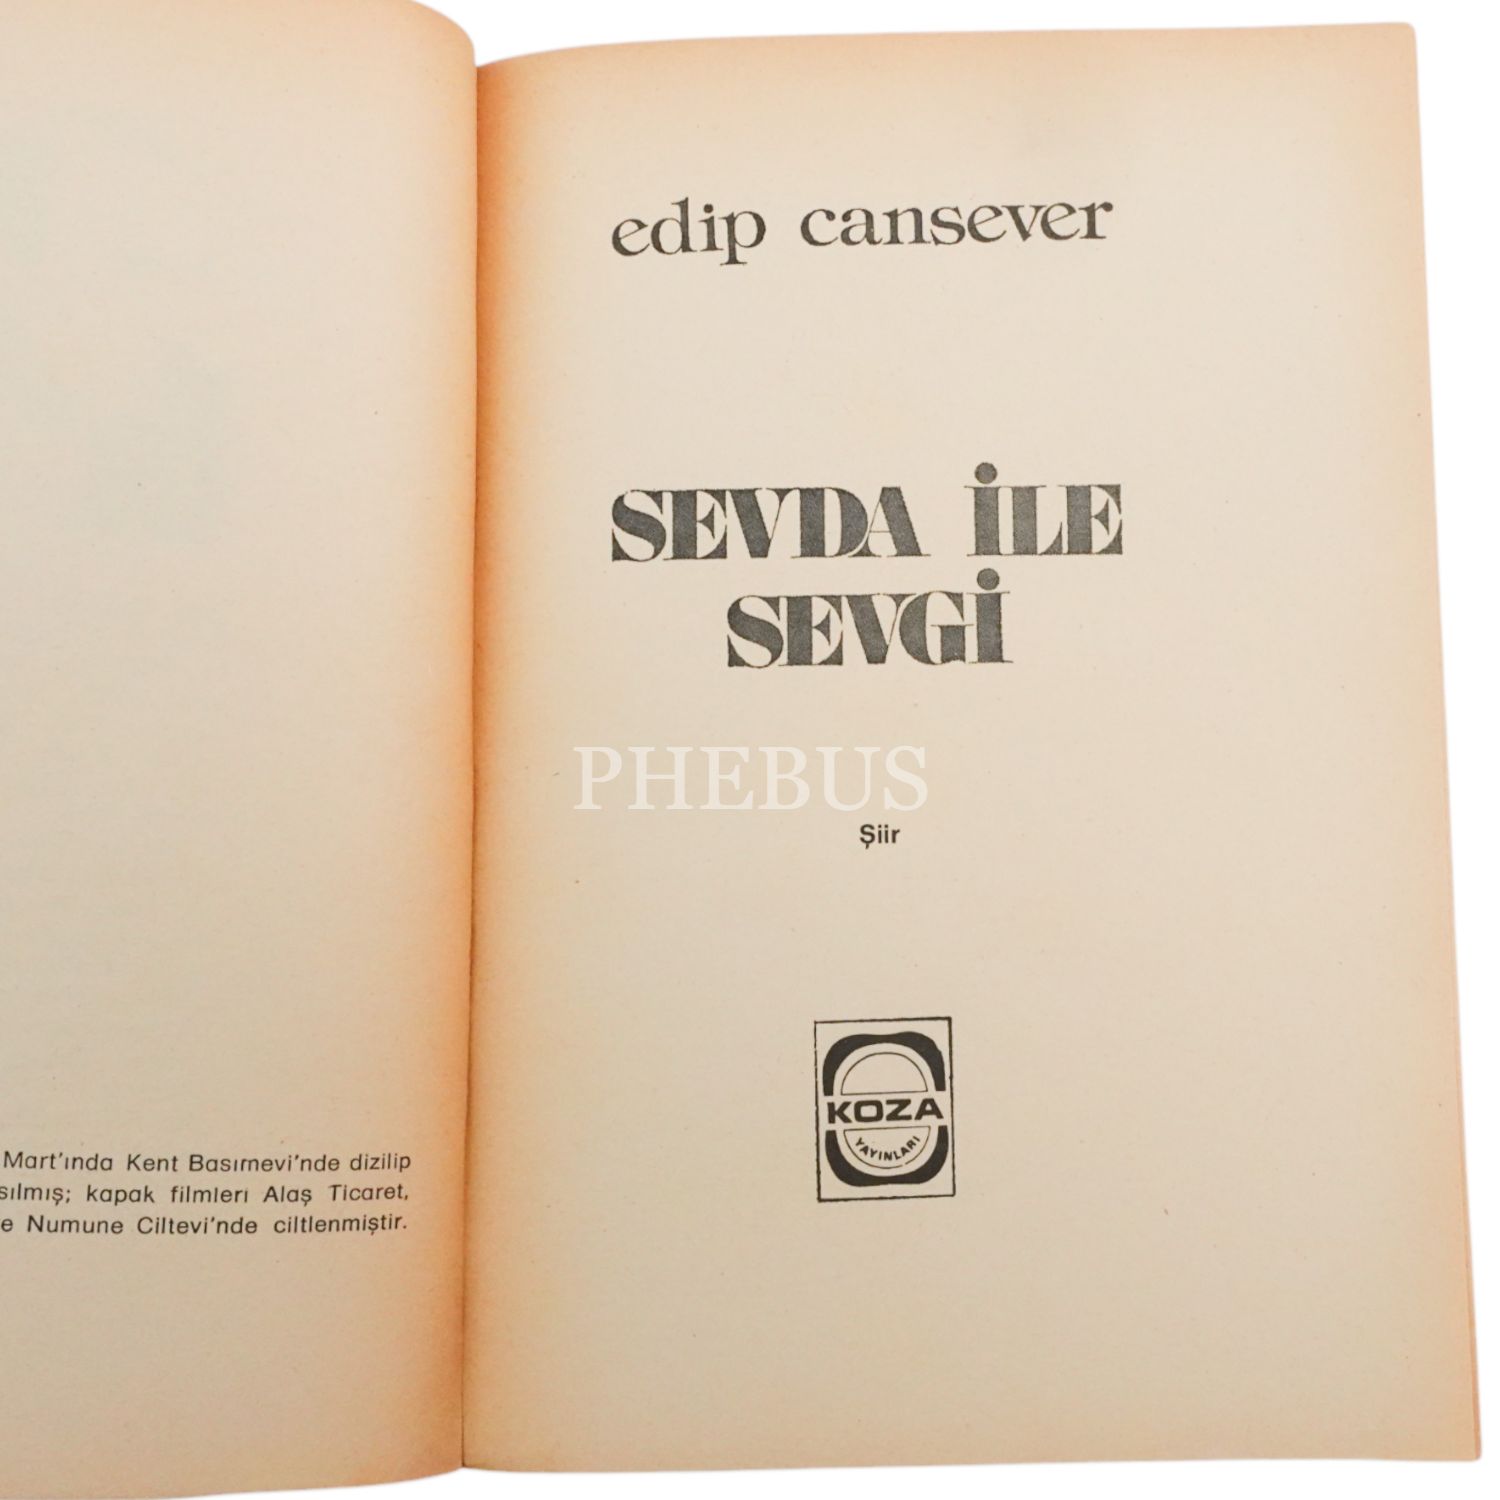 Mart'ında Kent Basımevi'nde dizilip
sılmış; kapak filmleri Alaş Ticaret,
e Numune Ciltevi'nde ciltlenmiştir.
edip cansever
SEVDA İLE
SEVGİ
PHEBUS
Şiir
KOZA
YAYINLARI